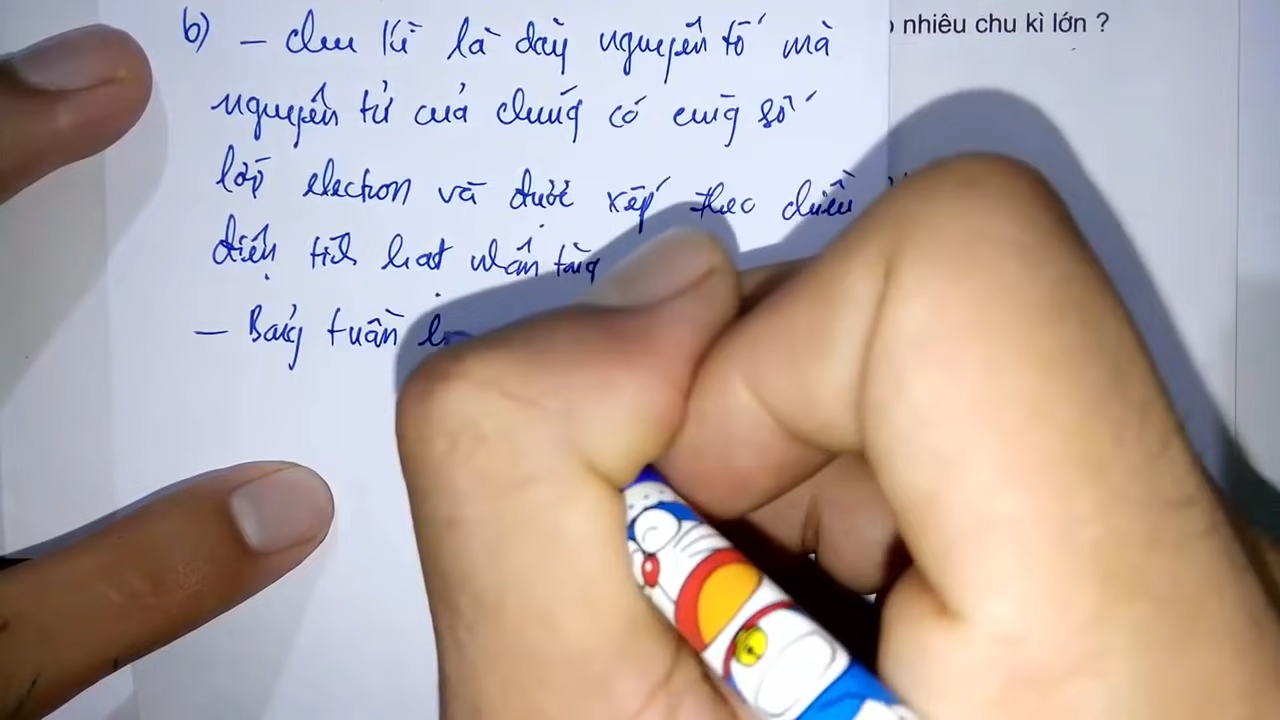 nhiêu chu kì lớn ?
b) – chu kì là dãy nguyên tố mà
nguyên tử của chúng có cùng số
lớp electron và được xếp theo chiều
điện tích hạt nhân tăng
– Bảng tuần